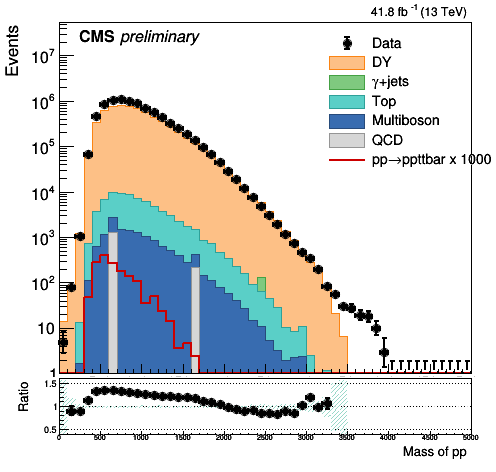 41.8 fb⁻¹ (13 TeV)
CMS preliminary
Events
Data
DY
γ+jets
Top
Multiboson
QCD
pp→ppttbar x 1000
10⁷
10⁶
10⁵
10⁴
10³
10²
10
1
Ratio
1.5
1
0.5
0 500 1000 1500 2000 2500 3000 3500 4000 4500 5000
Mass of pp